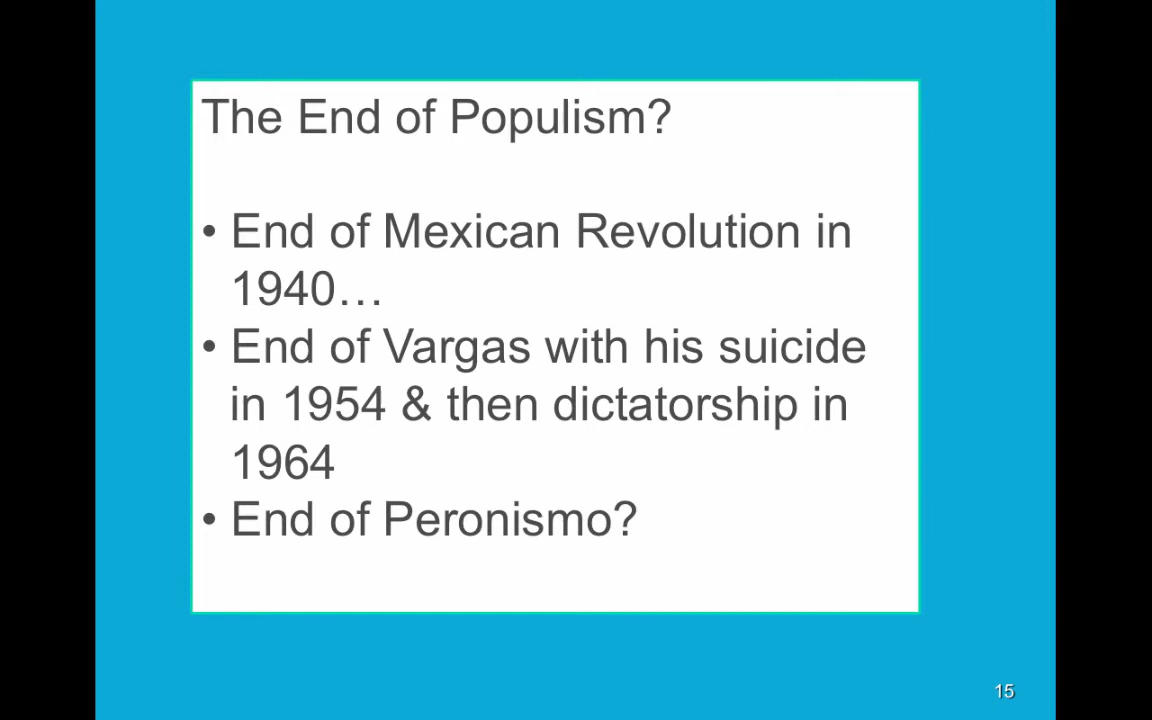 The End of Populism?
• End of Mexican Revolution in
1940…
• End of Vargas with his suicide
in 1954 & then dictatorship in
1964
• End of Peronismo?
15